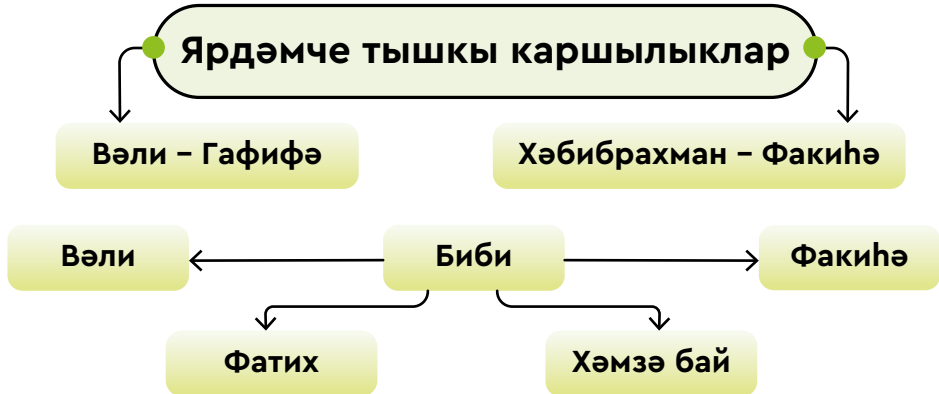 Ярдәмче тышкы каршылыклар
Вәли – Гафифә
Хәбибрахман – Факиһә
Вәли
Биби
Факиһә
Фатих
Хәмзә бай